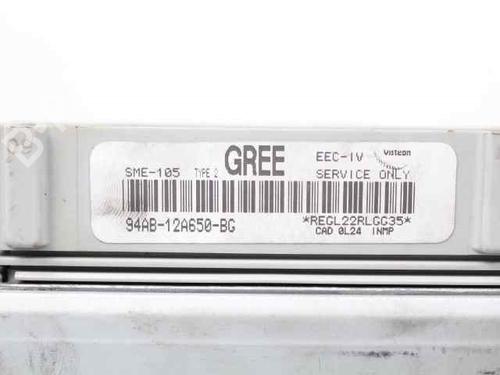 GREE EEC-IV Visteon
SME-105 TYPE 2 SERVICE ONLY
94AB-12A650-BG *REGL22RLGG35*
CAD 0L24 INMP